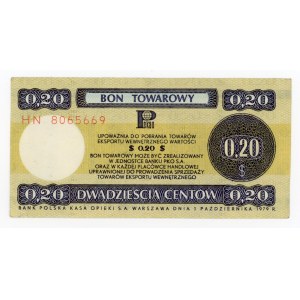 0,20 BON TOWAROWY 0,20
HN 8065669
PeKaO
UPOWAŻNIA DO POBRANIA TOWARÓW
EKSPORTU WEWNĘTRZNEGO WARTOŚCI
$ 0.20 $
BON TOWAROWY MOŻE BYĆ ZREALIZOWANY
W JEDNOSTCE BANKU PKO S.A.
ORAZ W KAŻDEJ PLACÓWCE HANDLOWEJ
UPRAWNIONEJ DO PROWADZENIA SPRZEDAŻY
TOWARÓW EKSPORTU WEWNĘTRZNEGO
0,20
$
0,20 DWADZIEŚCIA CENTÓW 0,20
BANK POLSKA KASA OPIEKI S.A. WARSZAWA DNIA 1 PAŹDZIERNIKA 1979 R.